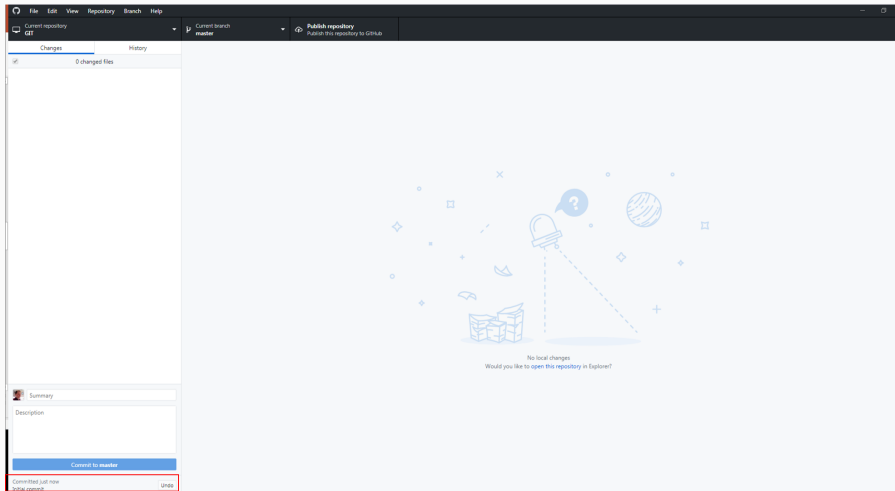 File Edit View Repository Branch Help
Current repository
GIT
Current branch
master
Publish repository
Publish this repository to GitHub
Changes History
0 changed files
?
No local changes
Would you like to open this repository in Explorer?
Summary
Description
Commit to master
Committed just now
Initial commit
Undo